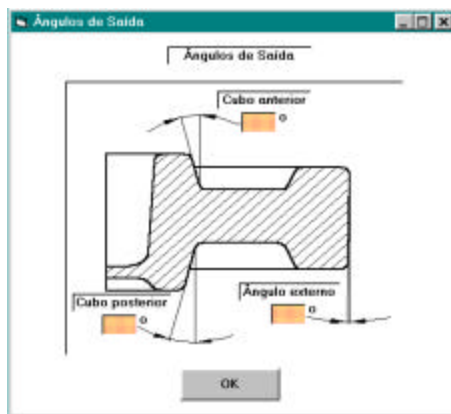 Ângulos de Saída
Ângulos de Saída
Cubo anterior
o
Cubo posterior
o
Ângulo externo
o
OK